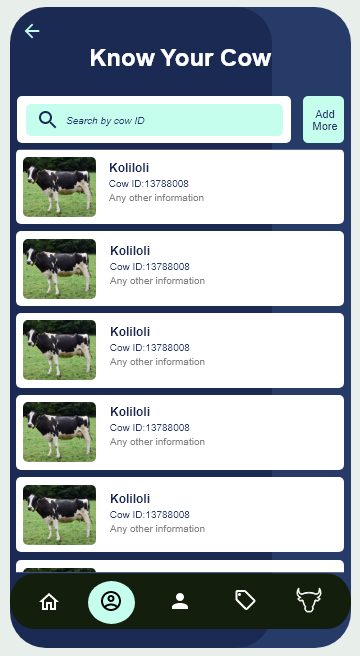 Know Your Cow
Search by cow ID
Add
More
Koliloli
Cow ID:13788008
Any other information
Koliloli
Cow ID:13788008
Any other information
Koliloli
Cow ID:13788008
Any other information
Koliloli
Cow ID:13788008
Any other information
Koliloli
Cow ID:13788008
Any other information